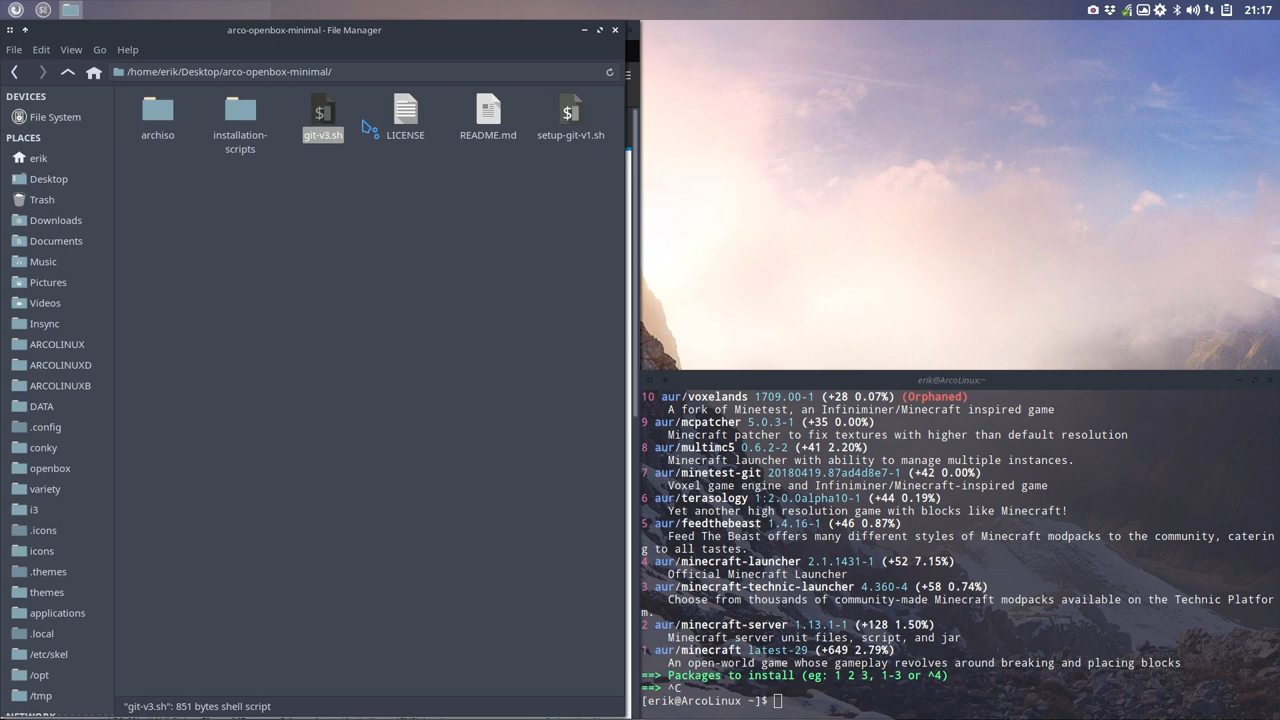 21:17
arco-openbox-minimal - File Manager
File Edit View Go Help
/home/erik/Desktop/arco-openbox-minimal/
DEVICES
File System
PLACES
erik
Desktop
Trash
Downloads
Documents
Music
Pictures
Videos
Insync
ARCOLINUX
ARCOLINUXD
ARCOLINUXB
DATA
.config
conky
openbox
variety
i3
.icons
icons
.themes
themes
applications
.local
/etc/skel
/opt
/tmp
NETWORK
archiso
installation-
scripts
git-v3.sh
LICENSE
README.md
setup-git-v1.sh
"git-v3.sh": 851 bytes shell script
erik@ArcoLinux:~
10 aur/voxelands 1709.00-1 (+28 0.07%) (Orphaned)
A fork of Minetest, an Infiniminer/Minecraft inspired game
9 aur/mcpatcher 5.0.3-1 (+35 0.00%)
Minecraft patcher to fix textures with higher than default resolution
8 aur/multimc5 0.6.2-2 (+41 2.20%)
Minecraft launcher with ability to manage multiple instances.
7 aur/minetest-git 20180419.87ad4d8e7-1 (+42 0.00%)
Voxel game engine and Infiniminer/Minecraft-inspired game
6 aur/terasology 1:2.0.0alpha10-1 (+44 0.19%)
Yet another high resolution game with blocks like Minecraft!
5 aur/feedthebeast 1.4.16-1 (+46 0.87%)
Feed The Beast offers many different styles of Minecraft modpacks to the community, caterin
g to all tastes.
4 aur/minecraft-launcher 2.1.1431-1 (+52 7.15%)
Official Minecraft Launcher
3 aur/minecraft-technic-launcher 4.360-4 (+58 0.74%)
Choose from thousands of community-made Minecraft modpacks available on the Technic Platfor
m.
2 aur/minecraft-server 1.13.1-1 (+128 1.50%)
Minecraft server unit files, script, and jar
1 aur/minecraft latest-29 (+649 2.79%)
An open-world game whose gameplay revolves around breaking and placing blocks
==> Packages to install (eg: 1 2 3, 1-3 or ^4)
==> ^C
[erik@ArcoLinux ~]$